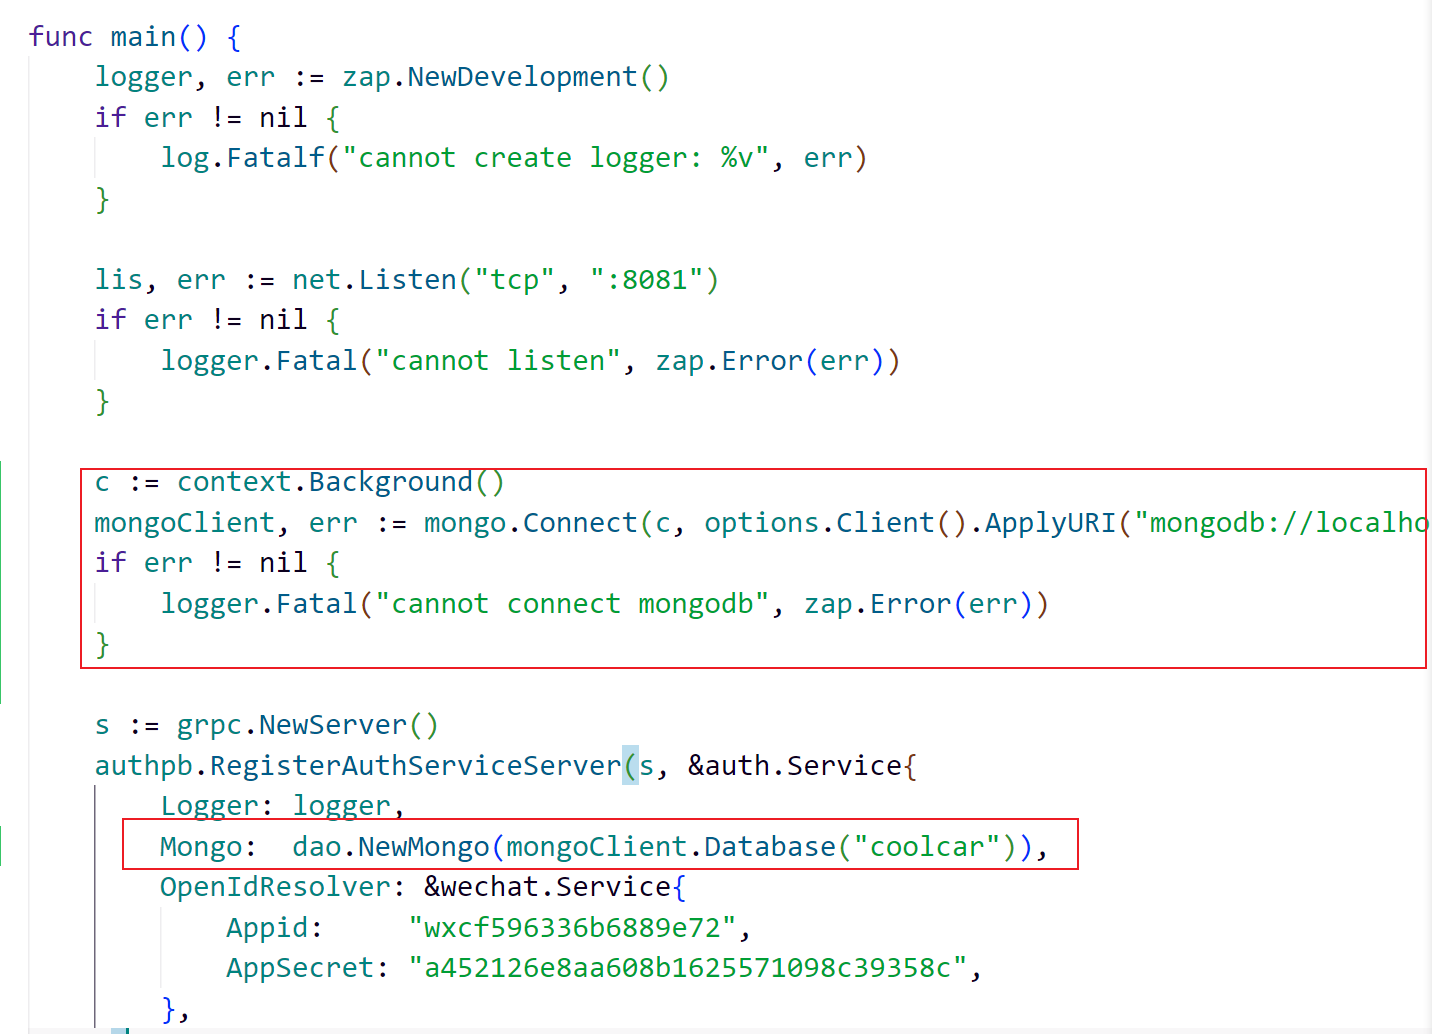 func main() {
logger, err := zap.NewDevelopment()
if err != nil {
log.Fatalf("cannot create logger: %v", err)
}
lis, err := net.Listen("tcp", ":8081")
if err != nil {
logger.Fatal("cannot listen", zap.Error(err))
}
c := context.Background()
mongoClient, err := mongo.Connect(c, options.Client().ApplyURI("mongodb://localho
if err != nil {
logger.Fatal("cannot connect mongodb", zap.Error(err))
}
s := grpc.NewServer()
authpb.RegisterAuthServiceServer(s, &auth.Service{
Logger: logger,
Mongo:  dao.NewMongo(mongoClient.Database("coolcar")),
OpenIdResolver: &wechat.Service{
Appid:     "wxcf596336b6889e72",
AppSecret: "a452126e8aa608b1625571098c39358c",
},